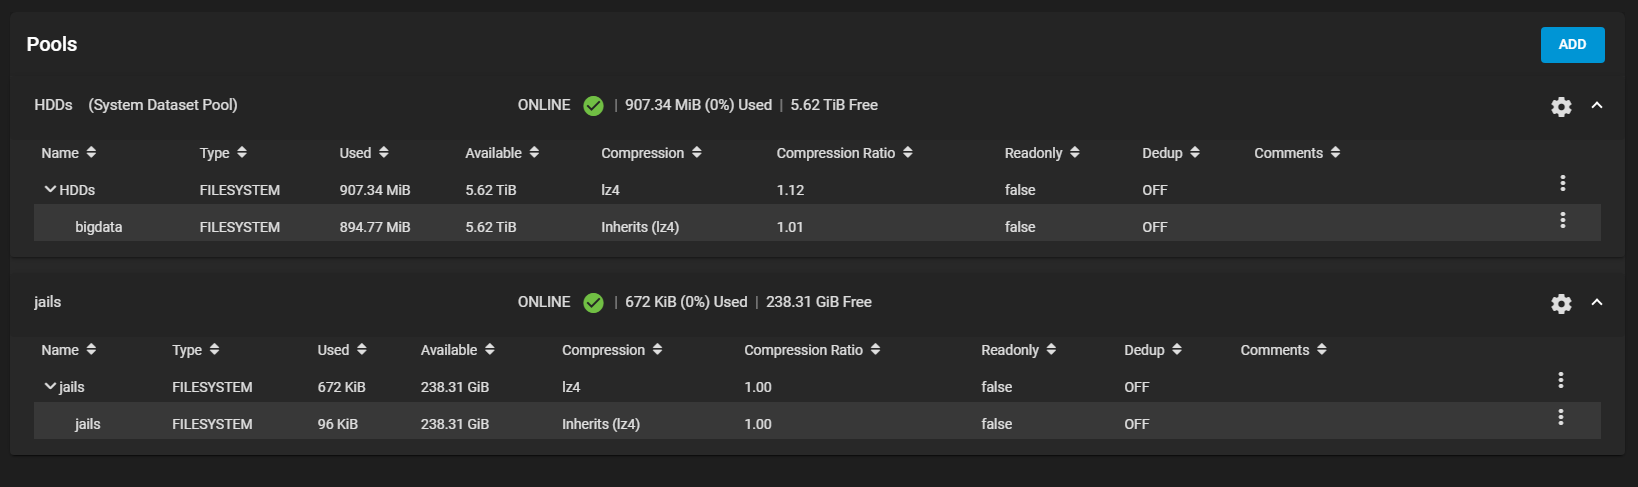 Pools
ADD
HDDs (System Dataset Pool) ONLINE | 907.34 MiB (0%) Used | 5.62 TiB Free
Name Type Used Available Compression Compression Ratio Readonly Dedup Comments
HDDs FILESYSTEM 907.34 MiB 5.62 TiB lz4 1.12 false OFF
bigdata FILESYSTEM 894.77 MiB 5.62 TiB Inherits (lz4) 1.01 false OFF
jails ONLINE | 672 KiB (0%) Used | 238.31 GiB Free
Name Type Used Available Compression Compression Ratio Readonly Dedup Comments
jails FILESYSTEM 672 KiB 238.31 GiB lz4 1.00 false OFF
jails FILESYSTEM 96 KiB 238.31 GiB Inherits (lz4) 1.00 false OFF